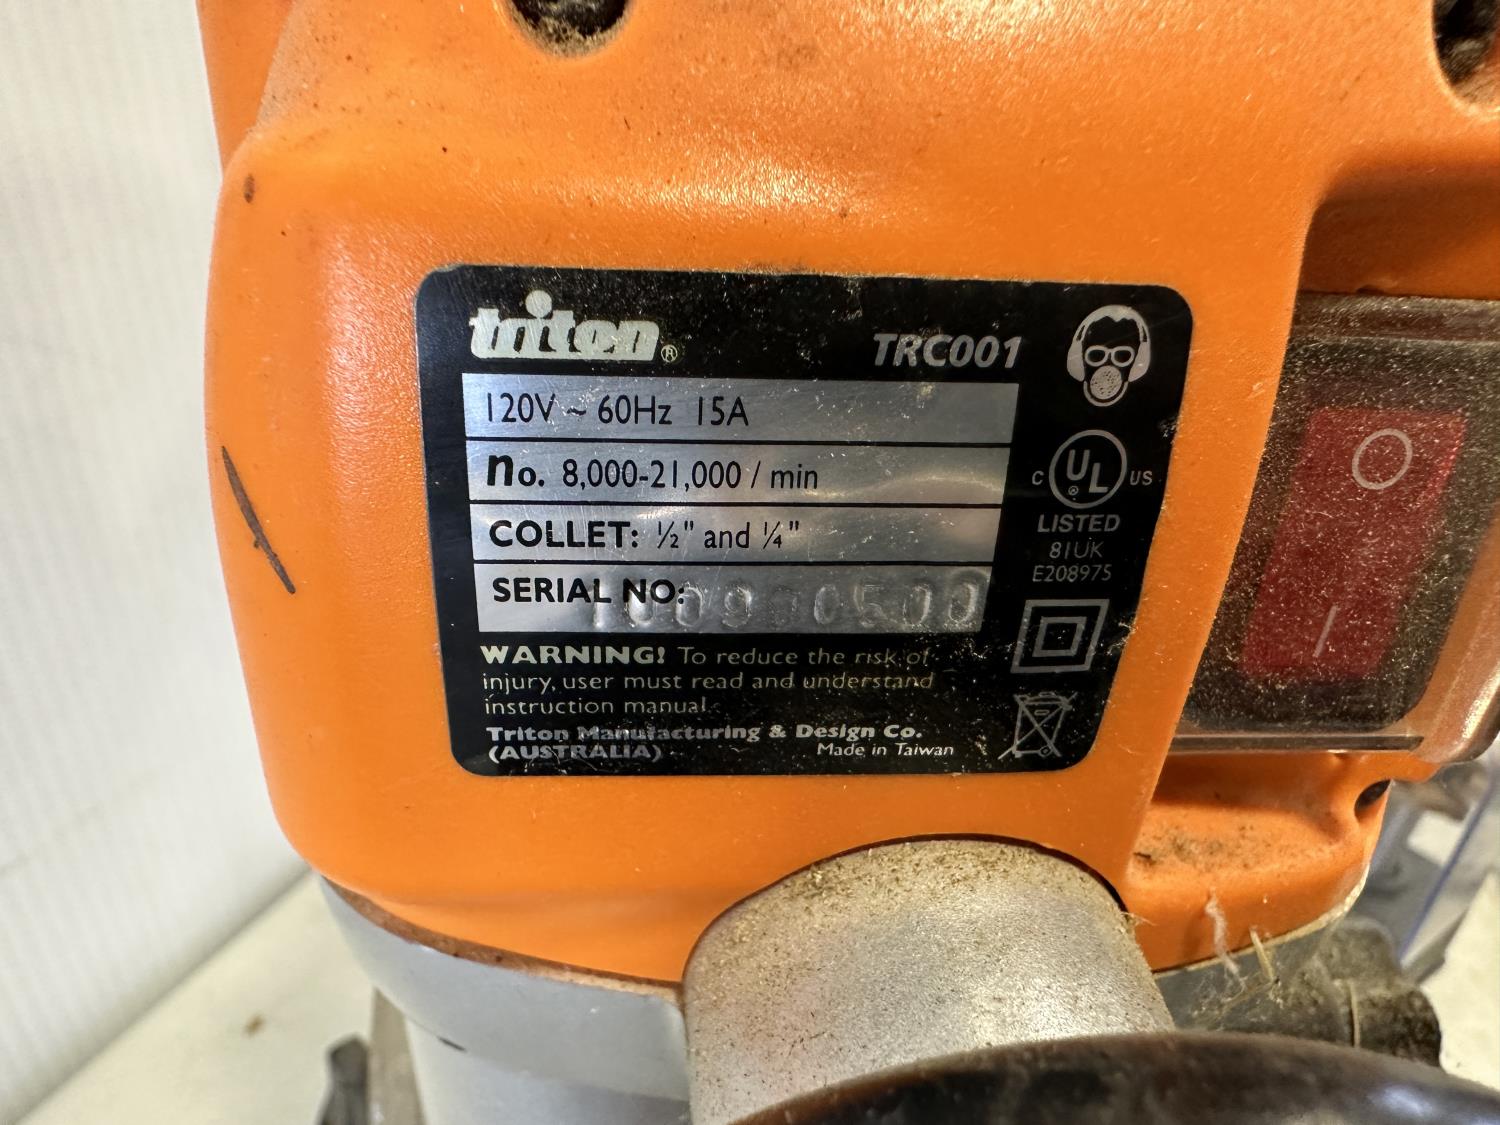 triton®
TRC001
120V ~ 60Hz 15A
no. 8,000-21,000 / min
COLLET: ½" and ¼"
SERIAL NO:
WARNING! To reduce the risk of
injury, user must read and understand
instruction manual.
Triton Manufacturing & Design Co.
(AUSTRALIA)
Made in Taiwan
C UL® US
LISTED
81UK
E208975
O
I